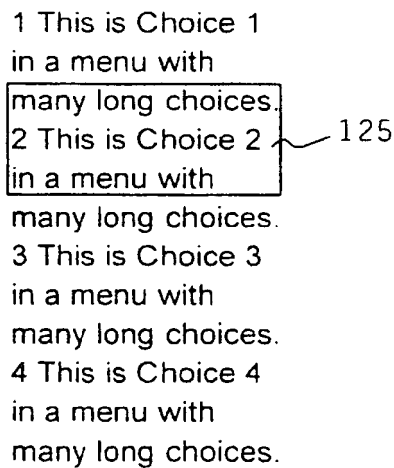 1 This is Choice 1
in a menu with
many long choices.
2 This is Choice 2
125
in a menu with
many long choices.
3 This is Choice 3
in a menu with
many long choices.
4 This is Choice 4
in a menu with
many long choices.